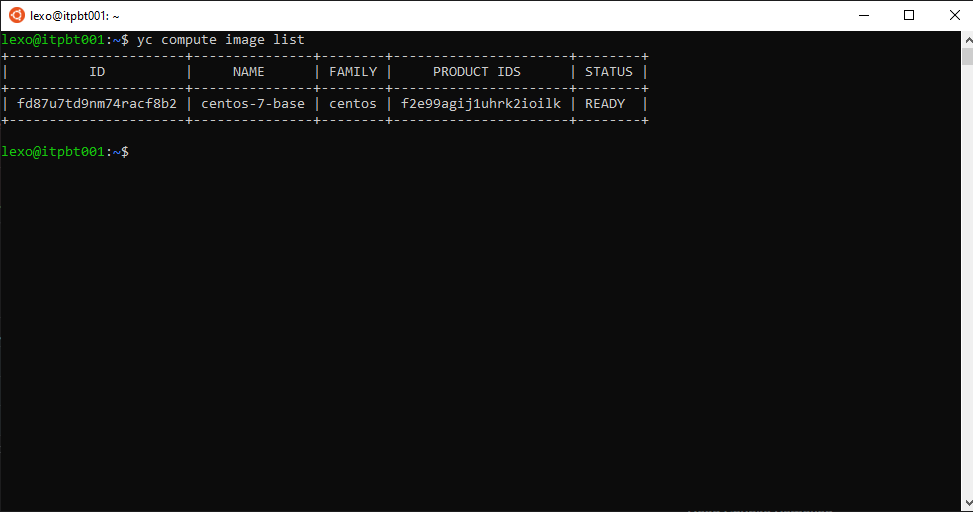 lexo@itpbt001: ~
lexo@itpbt001:~$ yc compute image list
+----------------------+---------------+--------+----------------------+--------+
|          ID          |     NAME      | FAMILY |     PRODUCT IDS      | STATUS |
+----------------------+---------------+--------+----------------------+--------+
| fd87u7td9nm74racf8b2 | centos-7-base | centos | f2e99agij1uhrk2ioilk | READY  |
+----------------------+---------------+--------+----------------------+--------+
lexo@itpbt001:~$